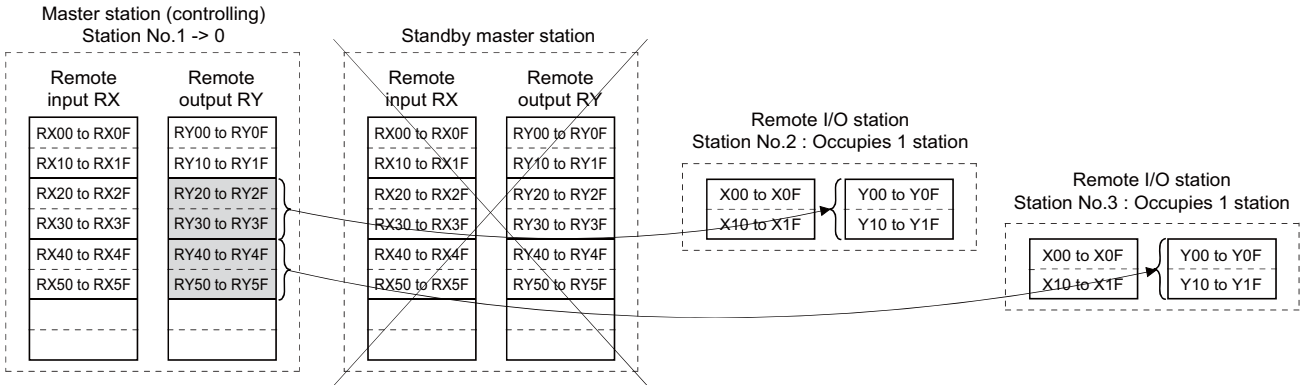 Master station (controlling)
Station No.1 -> 0
Remote
input RX
Remote
output RY
RX00 to RX0F
RX10 to RX1F
RX20 to RX2F
RX30 to RX3F
RX40 to RX4F
RX50 to RX5F
RY00 to RY0F
RY10 to RY1F
RY20 to RY2F
RY30 to RY3F
RY40 to RY4F
RY50 to RY5F
Standby master station
Remote
input RX
Remote
output RY
RX00 to RX0F
RX10 to RX1F
RX20 to RX2F
RX30 to RX3F
RX40 to RX4F
RX50 to RX5F
RY00 to RY0F
RY10 to RY1F
RY20 to RY2F
RY30 to RY3F
RY40 to RY4F
RY50 to RY5F
Remote I/O station
Station No.2 : Occupies 1 station
X00 to X0F
X10 to X1F
Y00 to Y0F
Y10 to Y1F
Remote I/O station
Station No.3 : Occupies 1 station
X00 to X0F
X10 to X1F
Y00 to Y0F
Y10 to Y1F